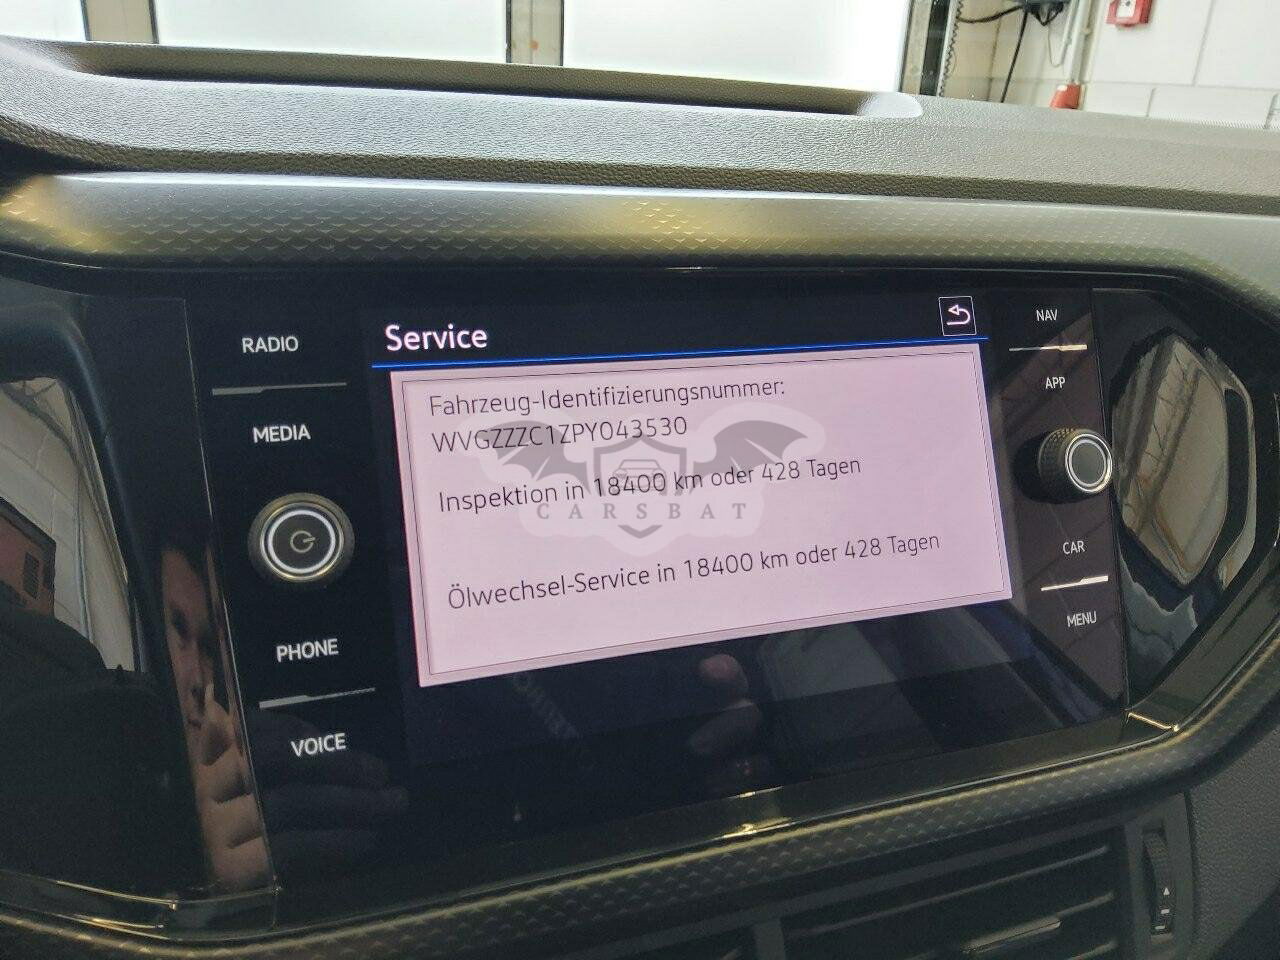 RADIO
MEDIA
PHONE
VOICE
Service
Fahrzeug-Identifizierungsnummer:
WVGZZZC1ZPY043530
Inspektion in 18400 km oder 428 Tagen
CARSBAT
Ölwechsel-Service in 18400 km oder 428 Tagen
NAV
APP
CAR
MENU